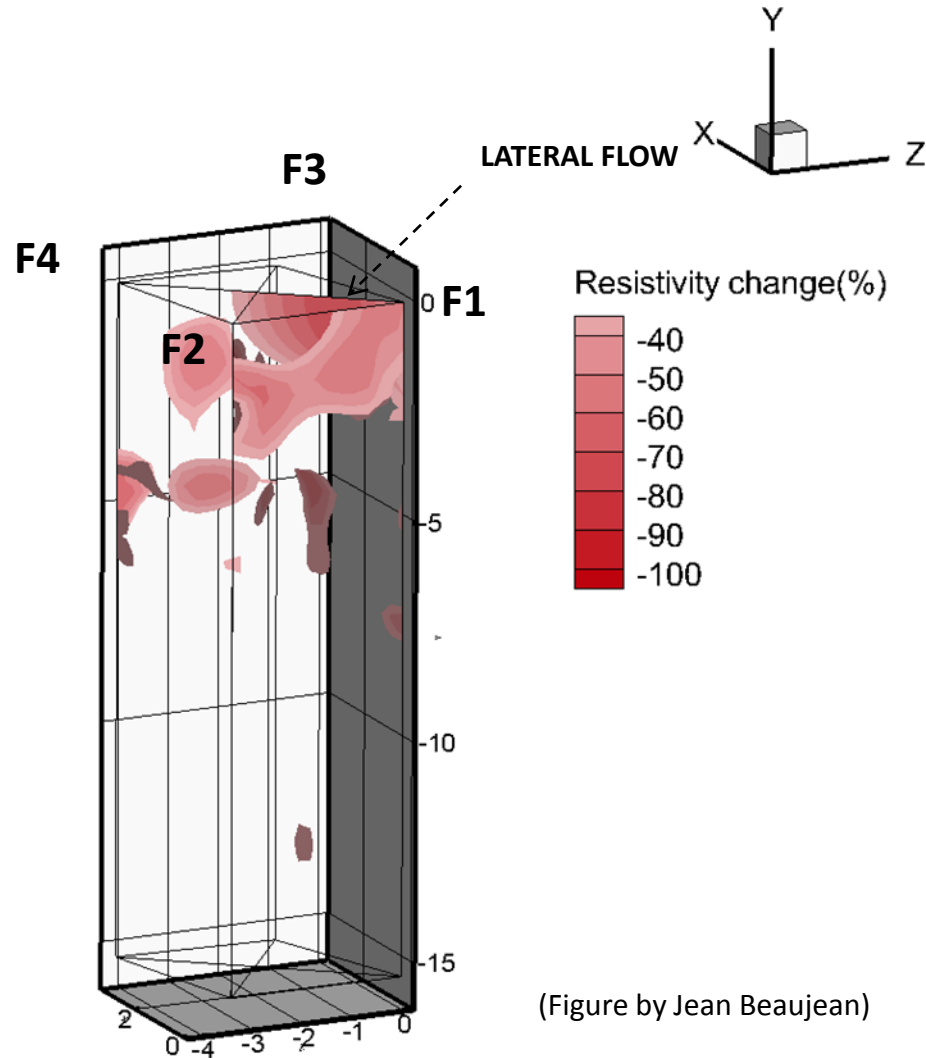 Y
X
Z
LATERAL FLOW
F3
F4
F1
F2
0
-5
-10
-15
2
0
-4
-3
-2
-1
0
Resistivity change(%)
-40
-50
-60
-70
-80
-90
-100
(Figure by Jean Beaujean)